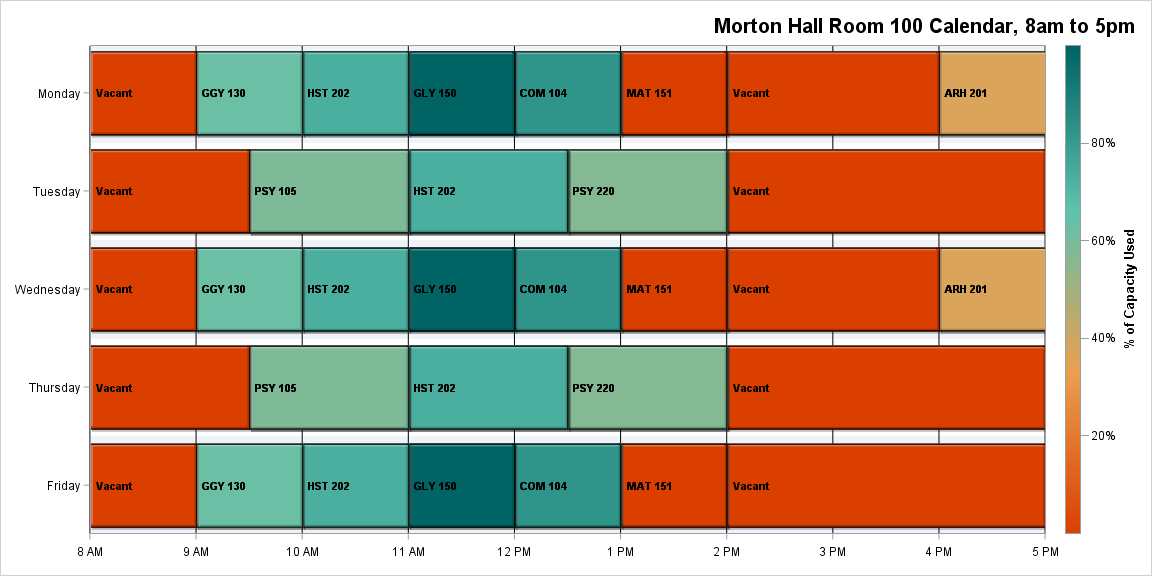 Morton Hall Room 100 Calendar, 8am to 5pm
Monday
Vacant
GGY 130
HST 202
GLY 150
COM 104
MAT 151
Vacant
ARH 201
Tuesday
Vacant
PSY 105
HST 202
PSY 220
Vacant
Wednesday
Vacant
GGY 130
HST 202
GLY 150
COM 104
MAT 151
Vacant
ARH 201
Thursday
Vacant
PSY 105
HST 202
PSY 220
Vacant
Friday
Vacant
GGY 130
HST 202
GLY 150
COM 104
MAT 151
Vacant
8 AM
9 AM
10 AM
11 AM
12 PM
1 PM
2 PM
3 PM
4 PM
5 PM
80%
60%
40%
20%
% of Capacity Used